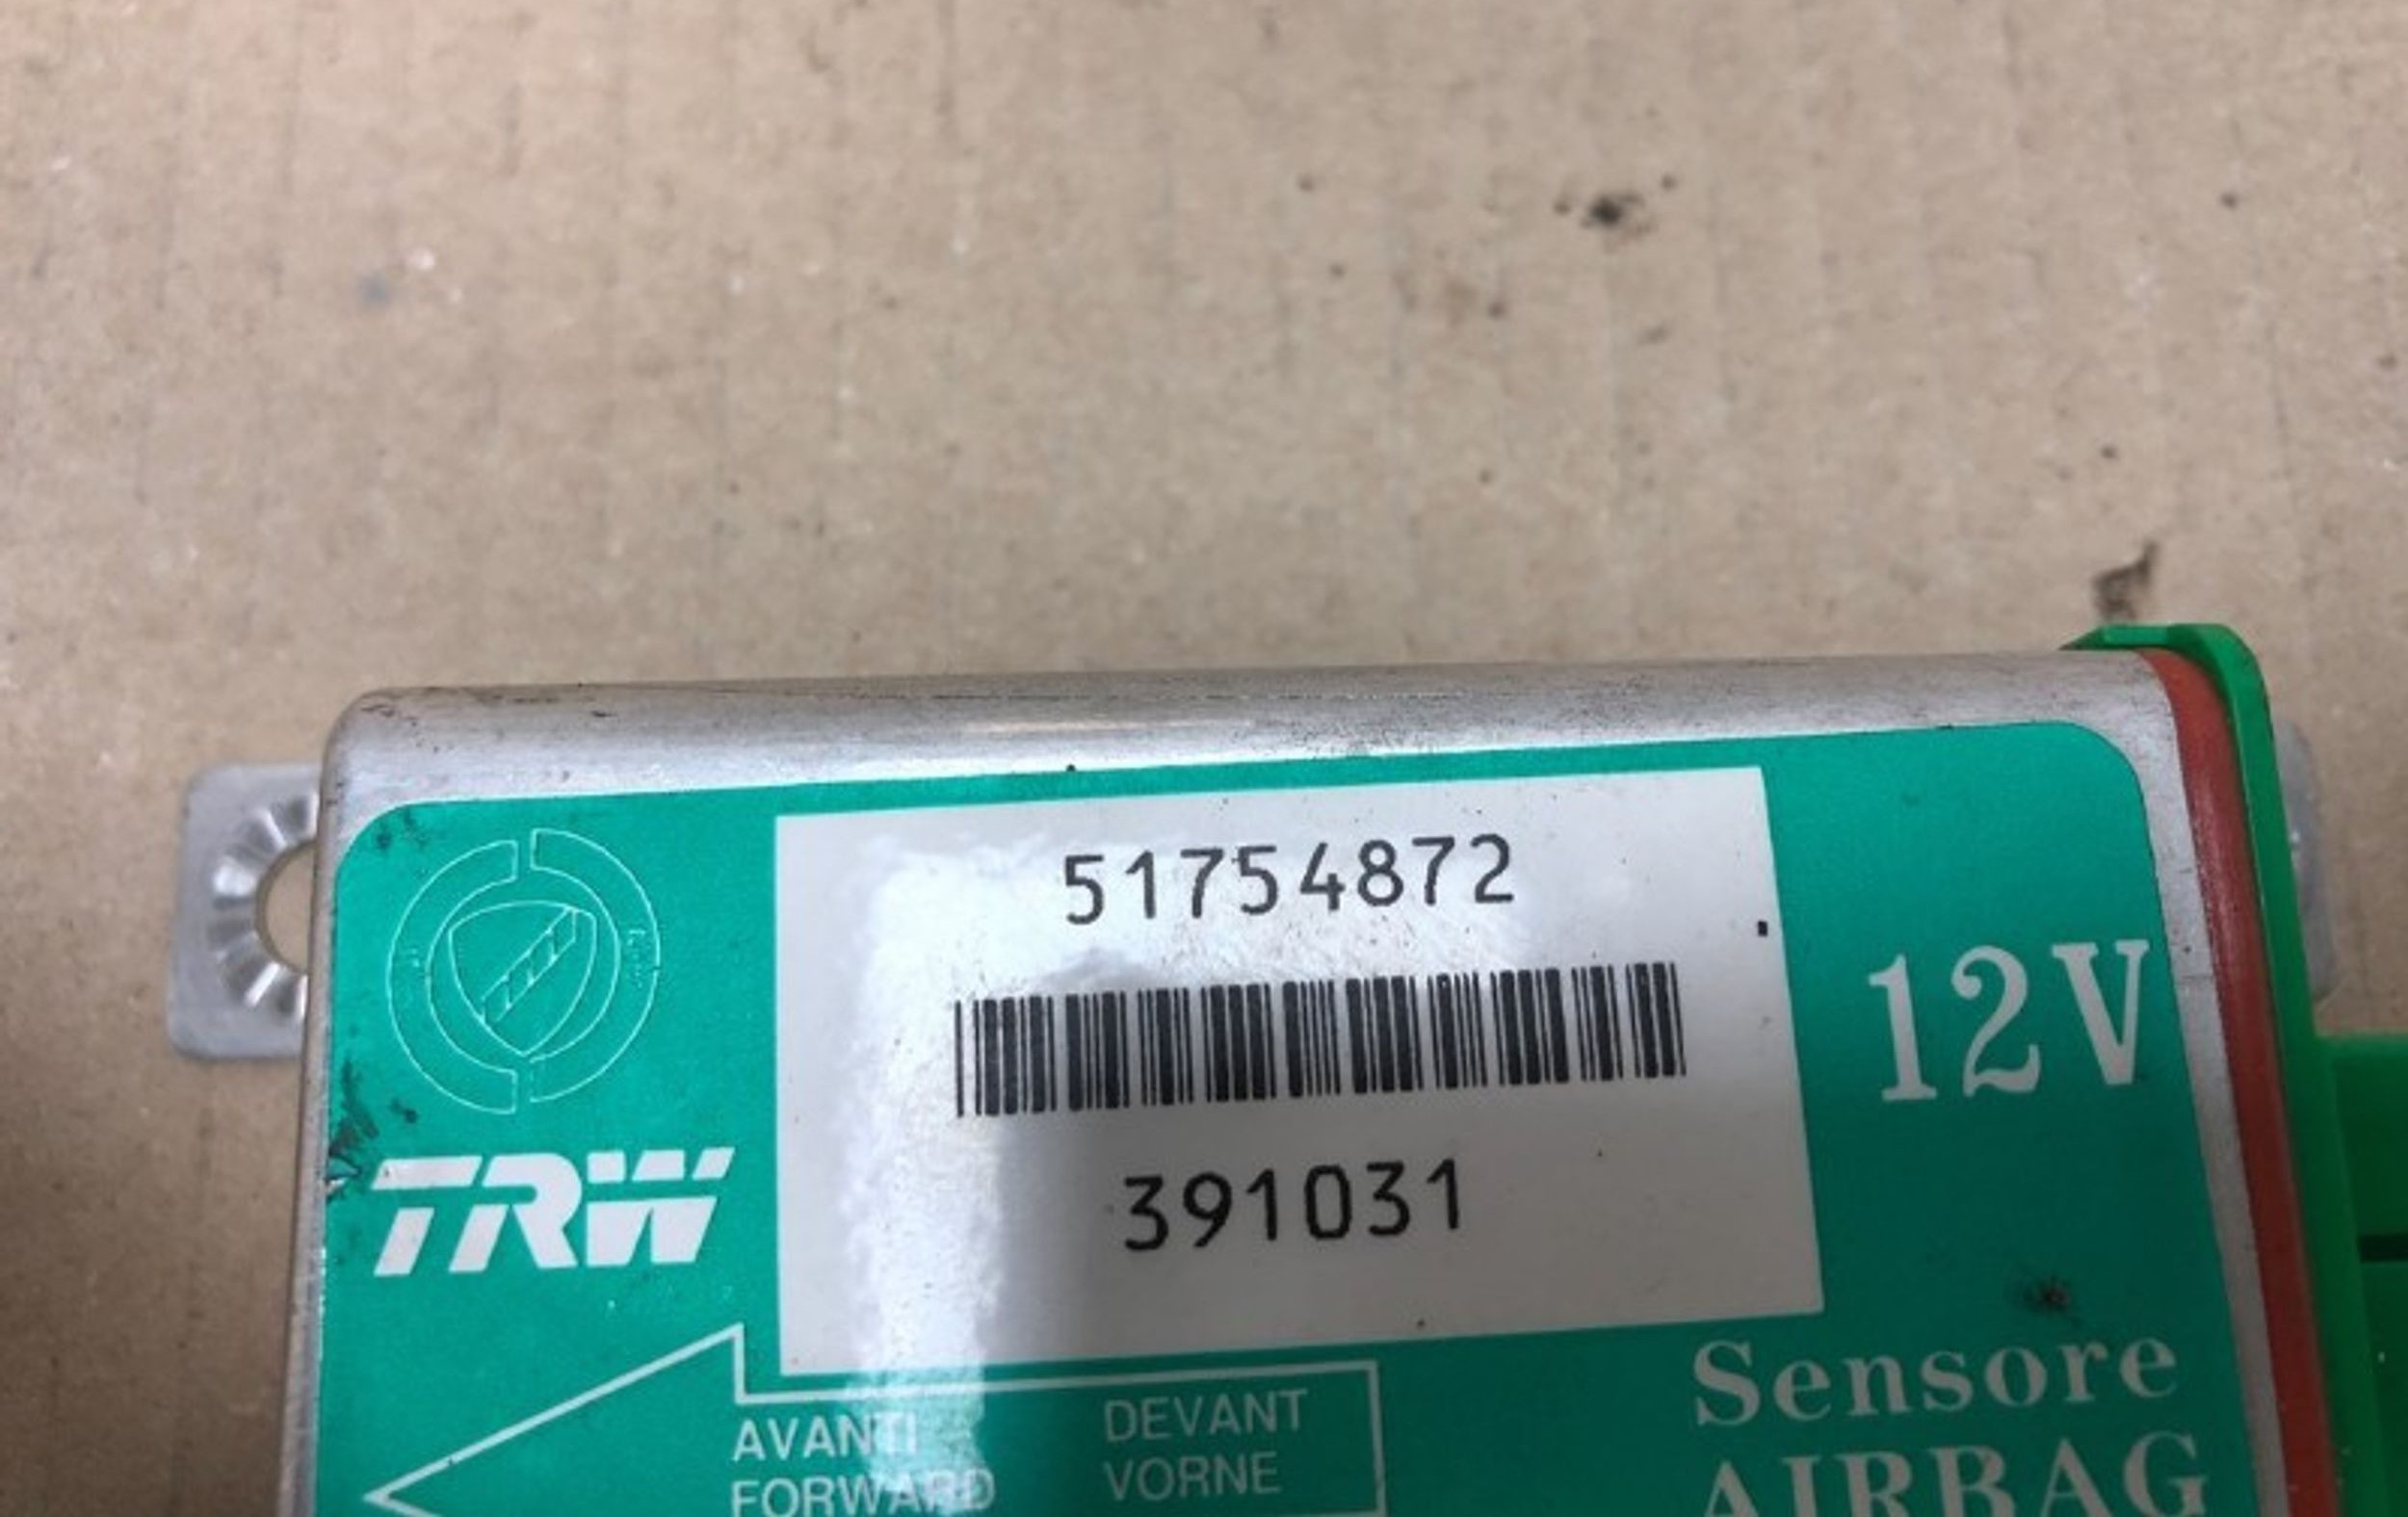 51754872
12V
391031
TRW
Sensore
AIRBAG
AVANTI DEVANT
FORWARD VORNE